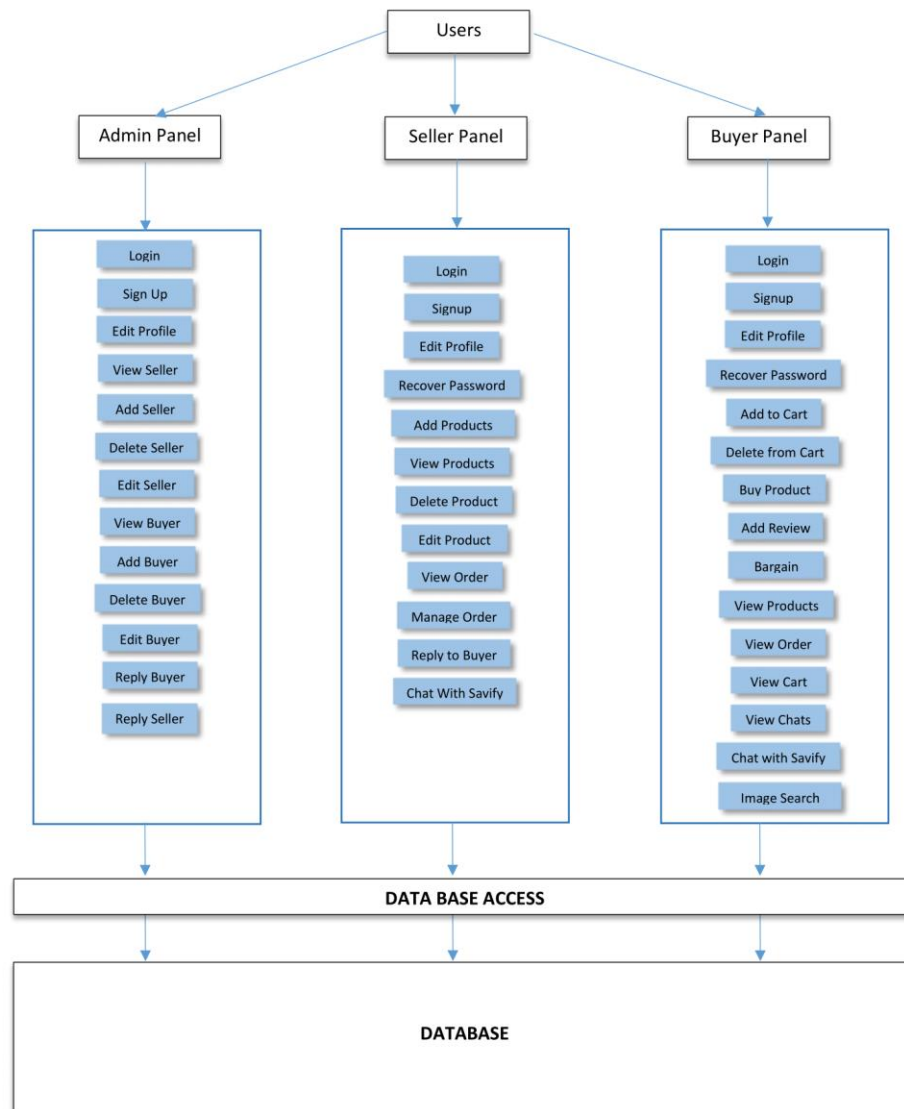 Users
Admin Panel
Seller Panel
Buyer Panel
Login
Sign Up
Edit Profile
View Seller
Add Seller
Delete Seller
Edit Seller
View Buyer
Add Buyer
Delete Buyer
Edit Buyer
Reply Buyer
Reply Seller
Login
Signup
Edit Profile
Recover Password
Add Products
View Products
Delete Product
Edit Product
View Order
Manage Order
Reply to Buyer
Chat With Savify
Login
Signup
Edit Profile
Recover Password
Add to Cart
Delete from Cart
Buy Product
Add Review
Bargain
View Products
View Order
View Cart
View Chats
Chat with Savify
Image Search
DATA BASE ACCESS
DATABASE